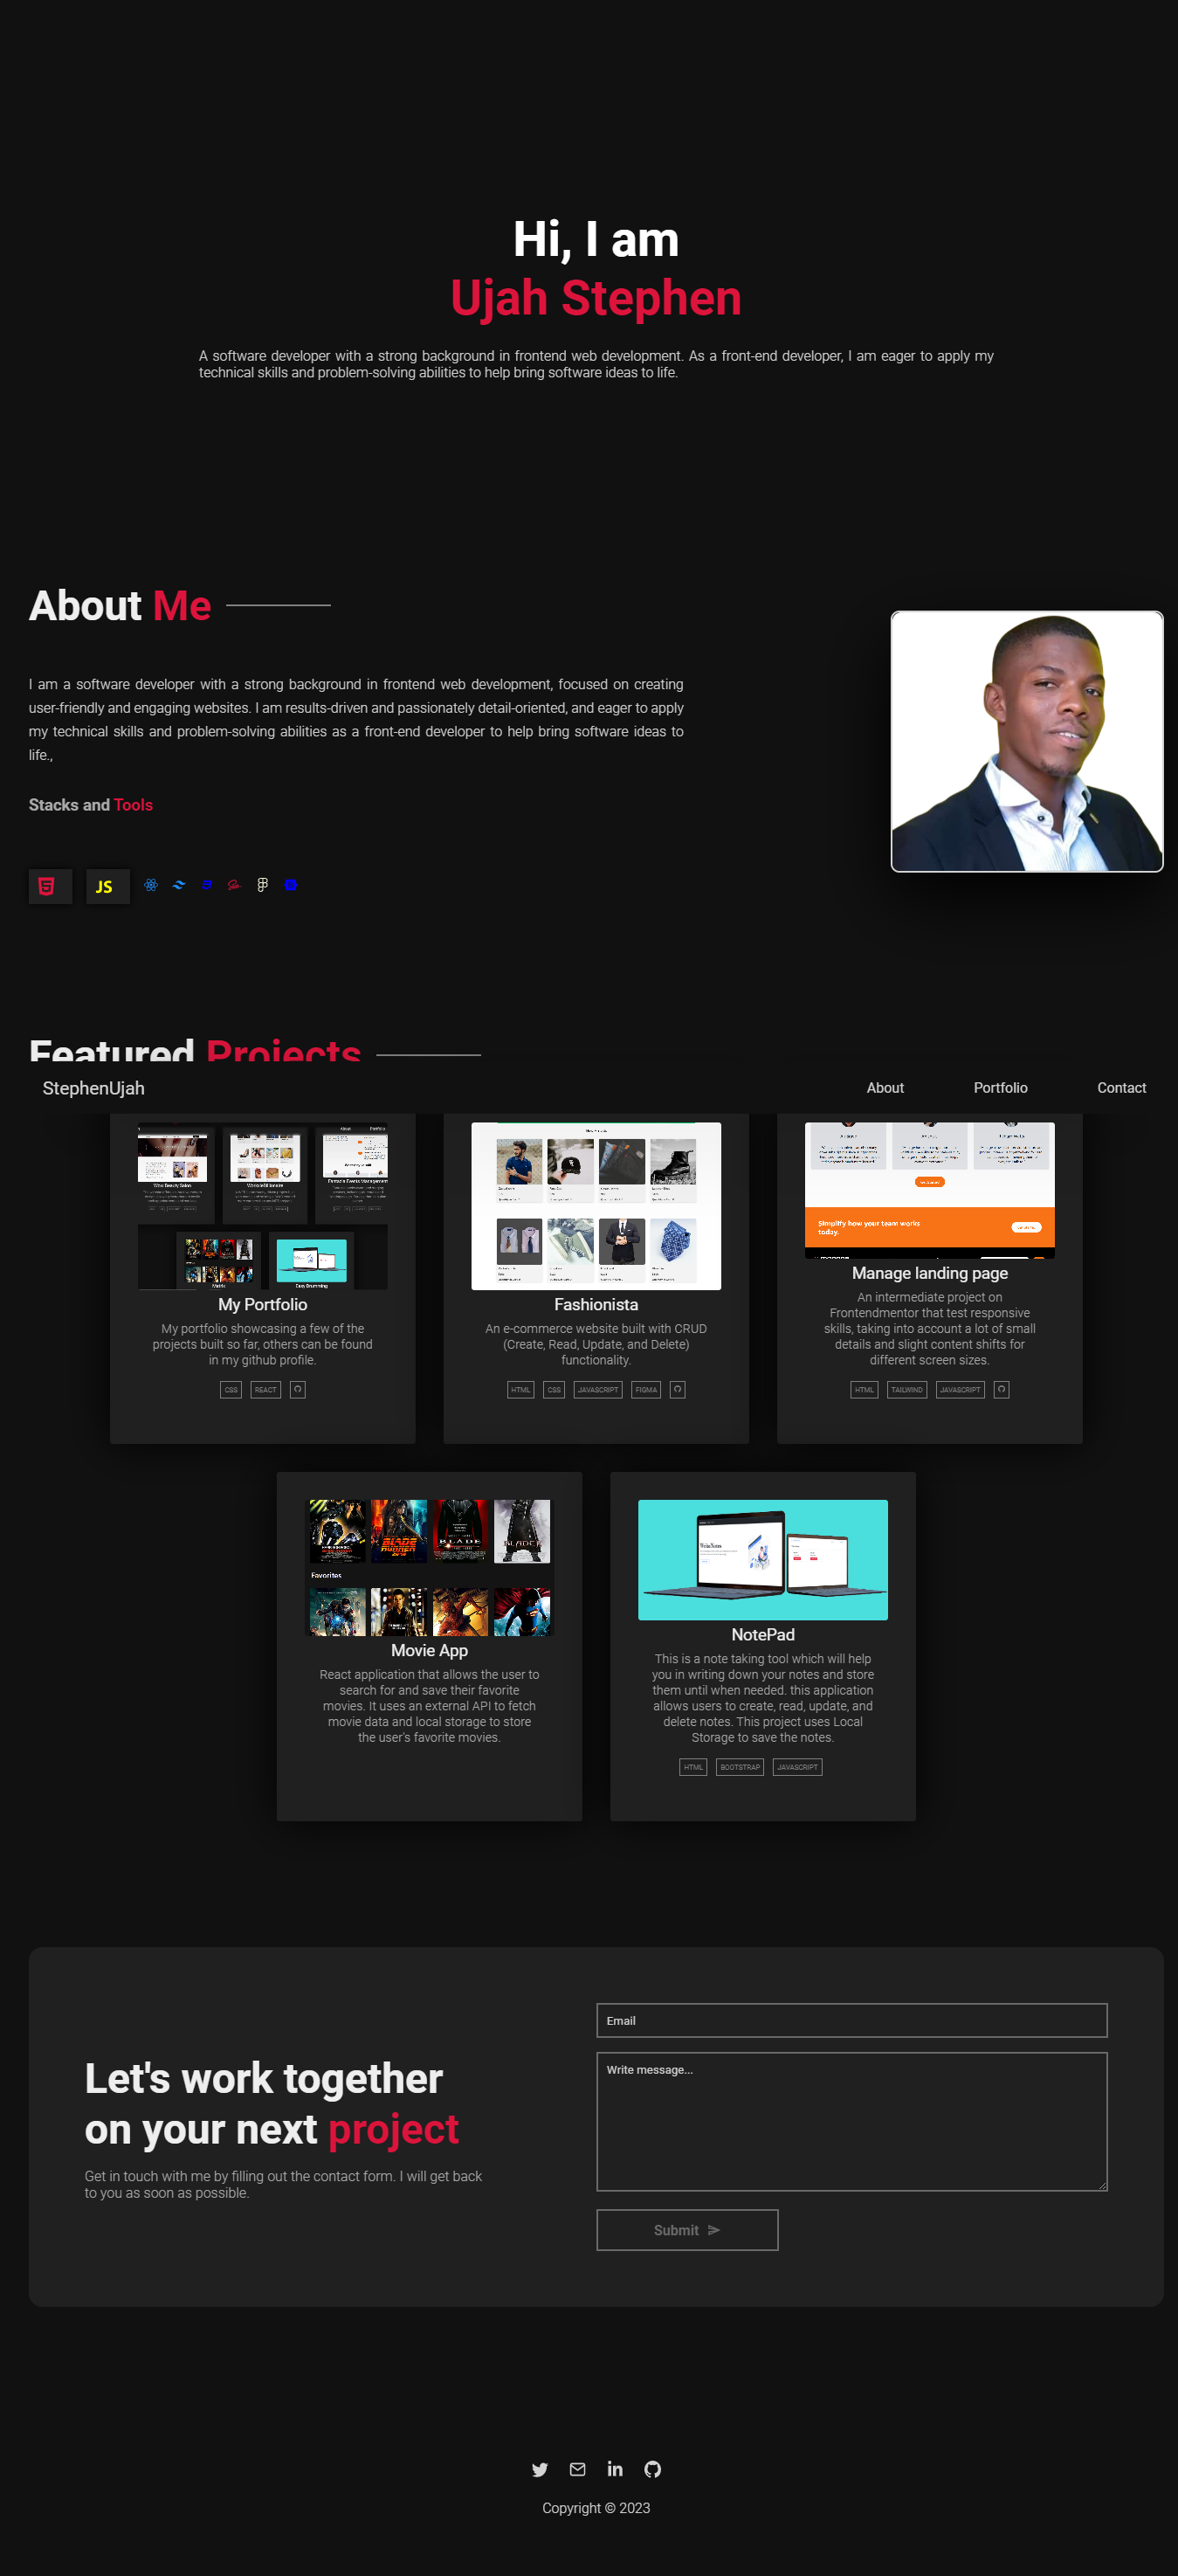 Hi, I am
Ujah Stephen
A software developer with a strong background in frontend web development. As a front-end developer, I am eager to apply my
technical skills and problem-solving abilities to help bring software ideas to life.
About Me
I am a software developer with a strong background in frontend web development, focused on creating
user-friendly and engaging websites. I am results-driven and passionately detail-oriented, and eager to apply
my technical skills and problem-solving abilities as a front-end developer to help bring software ideas to
life.,
Stacks and Tools
JS
Featured Projects
StephenUjah
About
Portfolio
Contact
Simplify how your team works
today.
My Portfolio
My portfolio showcasing a few of the
projects built so far, others can be found
in my github profile.
CSS
REACT
Fashionista
An e-commerce website built with CRUD
(Create, Read, Update, and Delete)
functionality.
HTML
CSS
JAVASCRIPT
FIGMA
Manage landing page
An intermediate project on
Frontendmentor that test responsive
skills, taking into account a lot of small
details and slight content shifts for
different screen sizes.
HTML
TAILWIND
JAVASCRIPT
BLADE
Favorites
Movie App
React application that allows the user to
search for and save their favorite
movies. It uses an external API to fetch
movie data and local storage to store
the user's favorite movies.
NotePad
This is a note taking tool which will help
you in writing down your notes and store
them until when needed. this application
allows users to create, read, update, and
delete notes. This project uses Local
Storage to save the notes.
HTML
BOOTSTRAP
JAVASCRIPT
Let's work together
on your next project
Get in touch with me by filling out the contact form. I will get back
to you as soon as possible.
Email
Write message...
Submit
Copyright © 2023